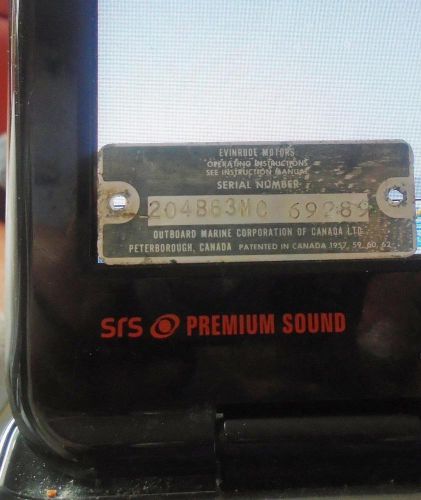 EVINRUDE MOTORS
OPERATING INSTRUCTIONS
SEE INSTRUCTION MANUAL
SERIAL NUMBER
204863MC 69289
OUTBOARD MARINE CORPORATION OF CANADA LTD.
PETERBOROUGH, CANADA PATENTED IN CANADA 1957, 59, 60, 62
SRS PREMIUM SOUND